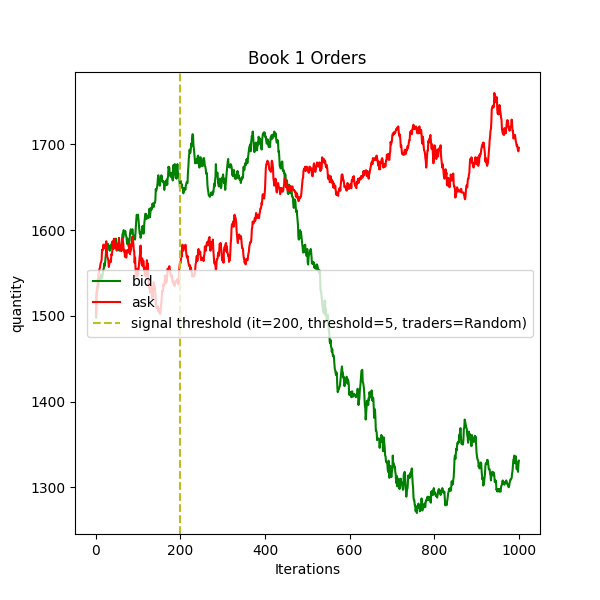 Book 1 Orders
quantity
1700
1600
1500
1400
1300
bid
ask
signal threshold (it=200, threshold=5, traders=Random)
0 200 400 600 800 1000
Iterations